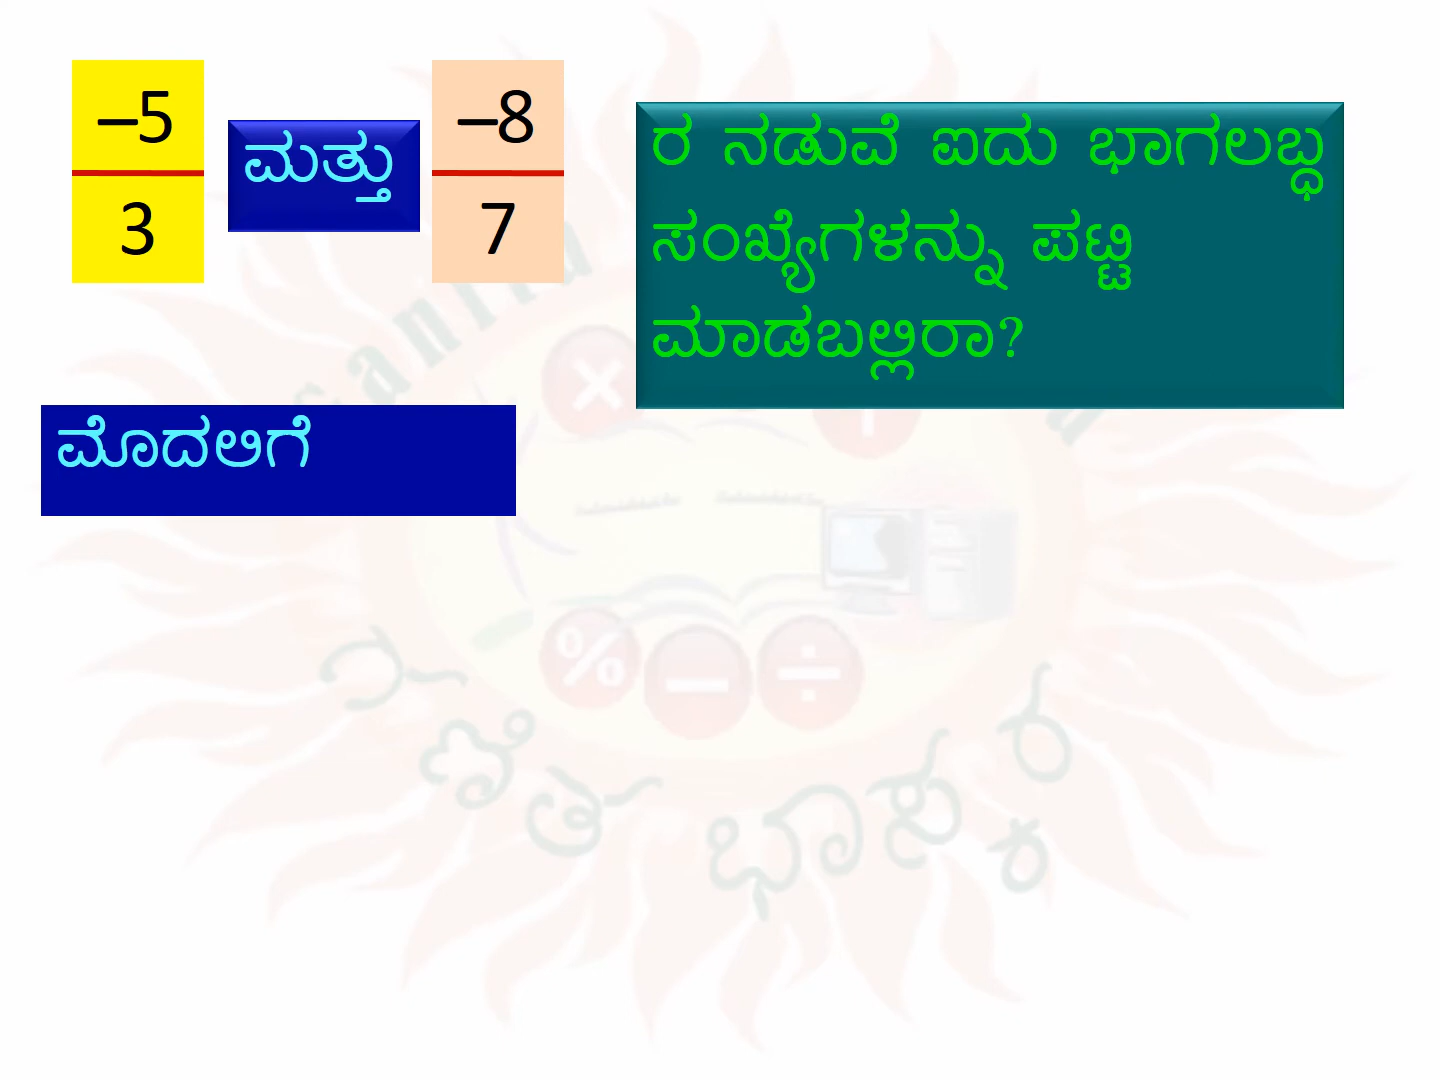 –5
3
ಮತ್ತು
–8
7
ರ ನಡುವೆ ಐದು ಭಾಗಲಬ್ಧ
ಸಂಖ್ಯೆಗಳನ್ನು ಪಟ್ಟಿ
ಮಾಡಬಲ್ಲಿರಾ?
ಮೊದಲಿಗೆ